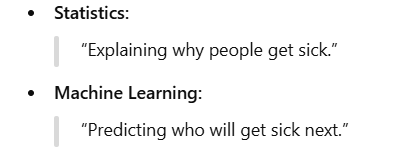 • Statistics:
“Explaining why people get sick.”
• Machine Learning:
“Predicting who will get sick next.”